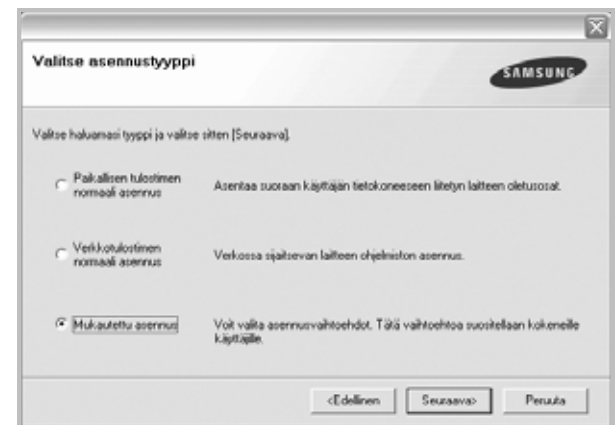 Valitse asennustyyppi
SAMSUNG
Valitse haluamasi tyyppi ja valitse sitten [Seuraava].
Paikallisen tulostimen
normaali asennus
Asentaa suoraan käyttäjän tietokoneeseen liitetyn laitteen oletusosat.
Verkkotulostimen
normaali asennus
Verkossa sijaitsevan laitteen ohjelmiston asennus.
Mukautettu asennus
Voit valita asennusvaihtoehdot. Tätä vaihtoehtoa suositellaan kokeneille
käyttäjille.
<Edellinen
Seuraava>
Peruuta